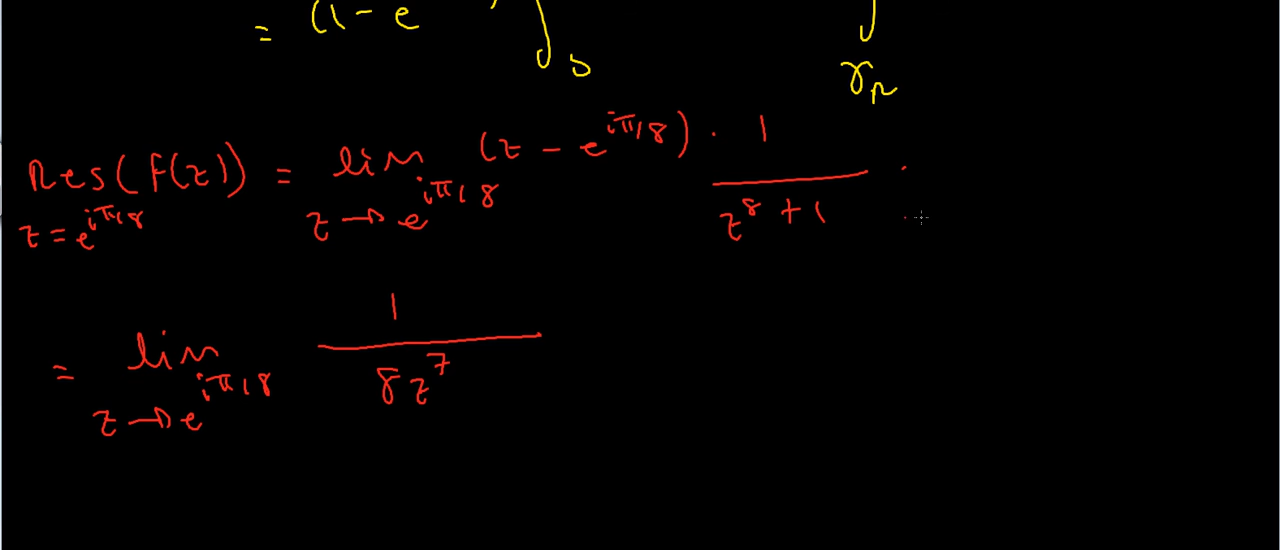 = (1 - e ∫₀ ∫_{γ_R}
Res(f(z)) = lim (z - e^{iπ/8}) · 1/(z^8 + 1)
z = e^{iπ/8} z → e^{iπ/8}
= lim 1/(8z^7)
z → e^{iπ/8}